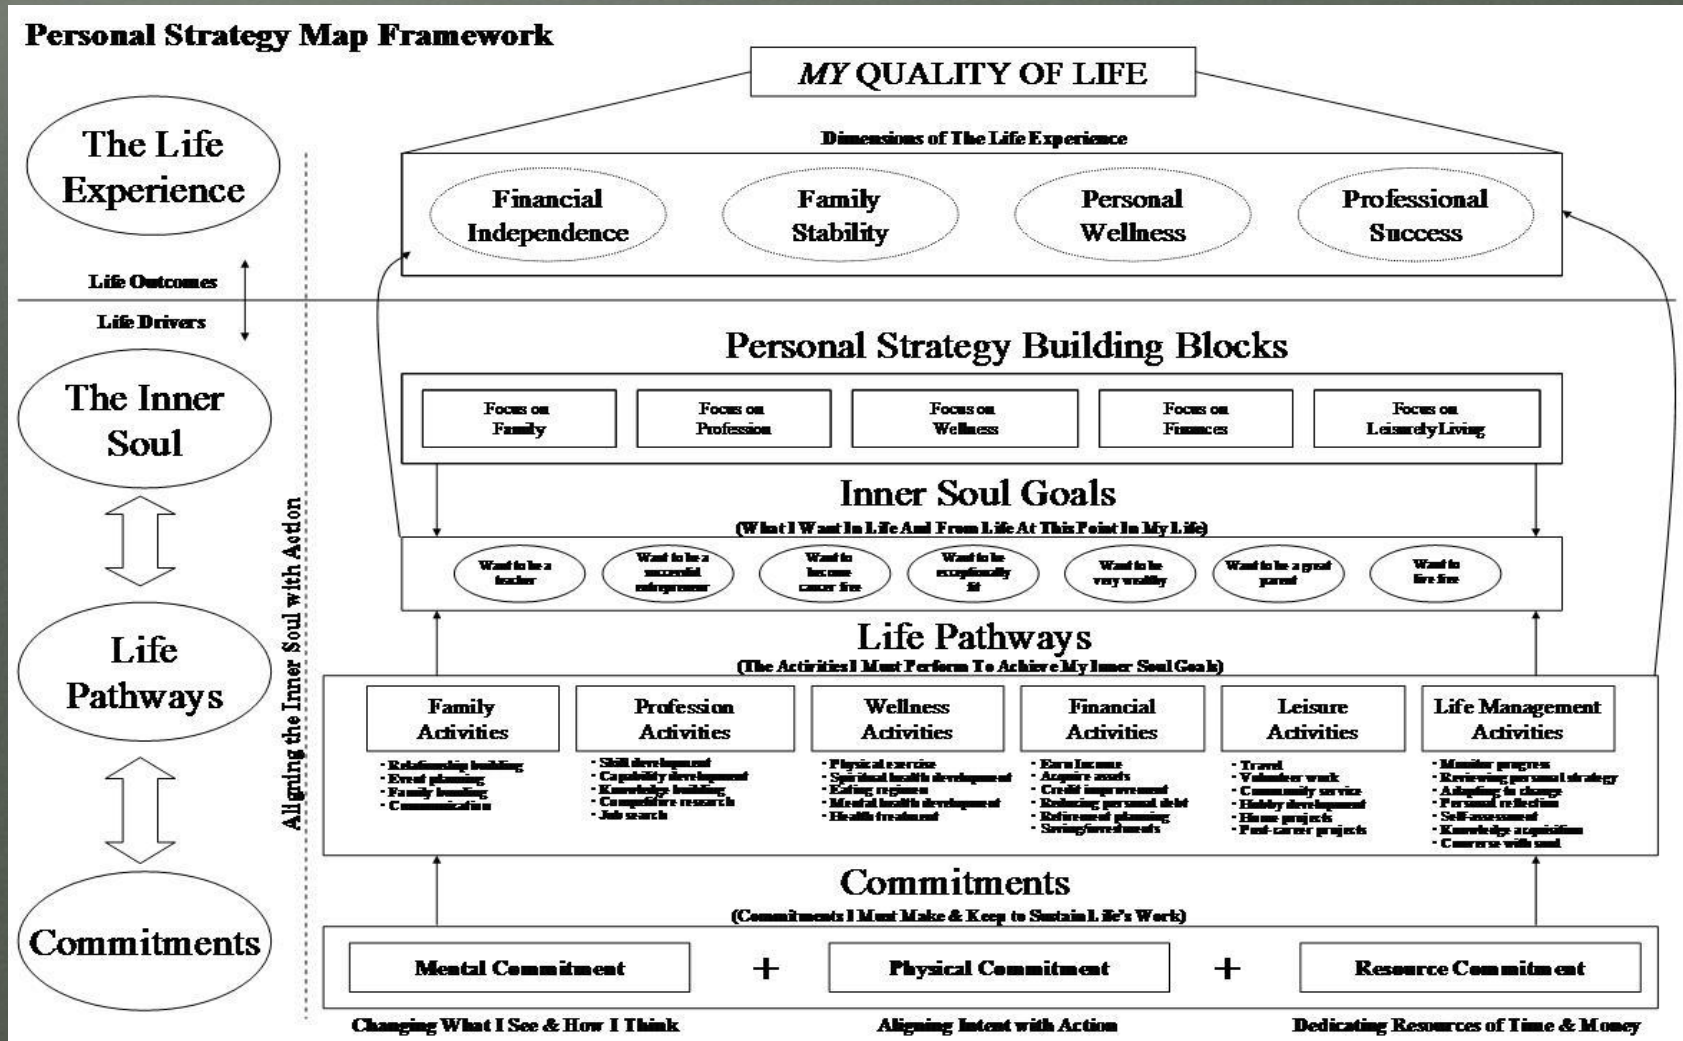 Personal Strategy Map Framework
MY QUALITY OF LIFE
Dimensions of The Life Experience
The Life
Experience
Financial
Independence
Family
Stability
Personal
Wellness
Professional
Success
Life Outcomes
Life Drivers
Personal Strategy Building Blocks
The Inner
Soul
Focus on
Family
Focus on
Profession
Focus on
Wellness
Focus on
Finances
Focus on
Leisurely Living
Inner Soul Goals
(What I Want In Life And From Life At This Point In My Life)
Want to be a
teacher
Want to be a
successful
entrepreneur
Want to
become
cancer free
Want to be
exceptionally
fit
Want to be
very wealthy
Want to be a great
parent
Want to
live free
Aligning the Inner Soul with Action
Life
Pathways
Life Pathways
(The Activities I Must Perform To Achieve My Inner Soul Goals)
Family
Activities
· Relationship building
· Event planning
· Family bonding
· Communication
Profession
Activities
· Skill development
· Capability development
· Knowledge building
· Competitive research
· Job search
Wellness
Activities
· Physical exercise
· Spiritual health development
· Eating regimen
· Mental health development
· Health treatment
Financial
Activities
· Earn Income
· Acquire assets
· Credit improvement
· Reducing personal debt
· Retirement planning
· Saving/investments
Leisure
Activities
· Travel
· Volunteer work
· Community service
· Hobby development
· Home projects
· Post-career projects
Life Management
Activities
· Monitor progress
· Reviewing personal strategy
· Adapting to change
· Personal reflection
· Self-assessment
· Knowledge acquisition
· Converse with soul
Commitments
Commitments
(Commitments I Must Make & Keep to Sustain Life's Work)
Mental Commitment + Physical Commitment + Resource Commitment
Changing What I See & How I Think
Aligning Intent with Action
Dedicating Resources of Time & Money